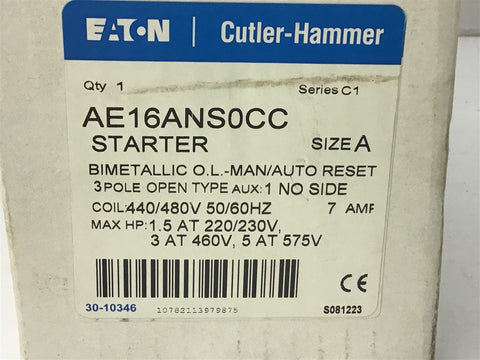 EATON Cutler-Hammer
Qty 1 Series C1
AE16ANS0CC
STARTER SIZE A
BIMETALLIC O.L.-MAN/AUTO RESET
3 POLE OPEN TYPE AUX: 1 NO SIDE
COIL: 440/480V 50/60HZ 7 AMP
MAX HP: 1.5 AT 220/230V,
3 AT 460V, 5 AT 575V
CE
30-10346 10782113979875 S081223